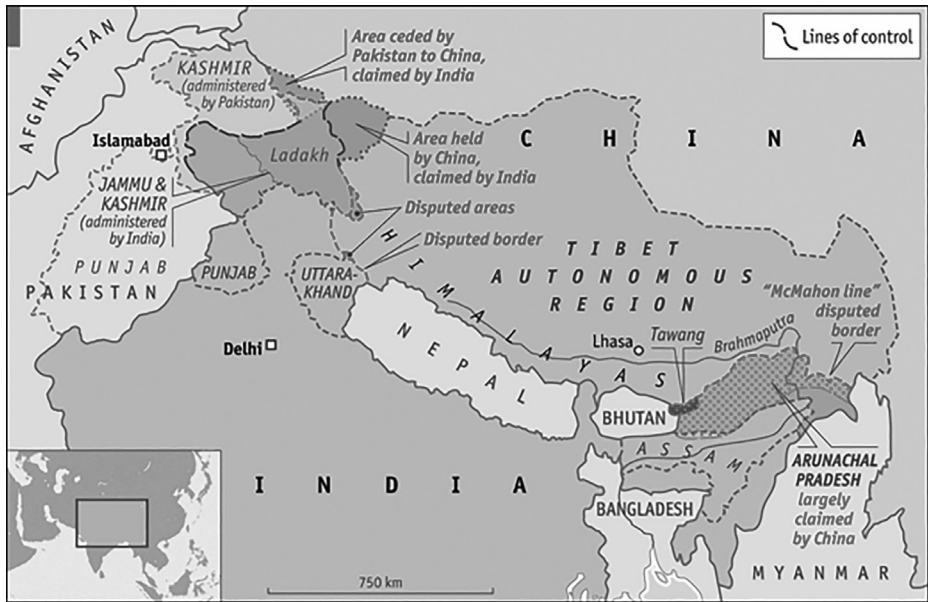 Lines of control
AFGHANISTAN
KASHMIR
(administered
by Pakistan)
Area ceded by
Pakistan to China,
claimed by India
CHINA
Islamabad
Ladakh
Area held
by China,
claimed by India
JAMMU &
KASHMIR
(administered
by India)
Disputed areas
Disputed border
PUNJAB
PAKISTAN
PUNJAB
UTTARA-
KHAND
TIBET
AUTONOMOUS
REGION
HIMALAYAS
"McMahon line"
disputed
border
Delhi
NEPAL
Lhasa
Tawang
Brahmaputra
BHUTAN
ASSAM
ARUNACHAL
PRADESH
largely
claimed
by China
INDIA
BANGLADESH
MYANMAR
750 km